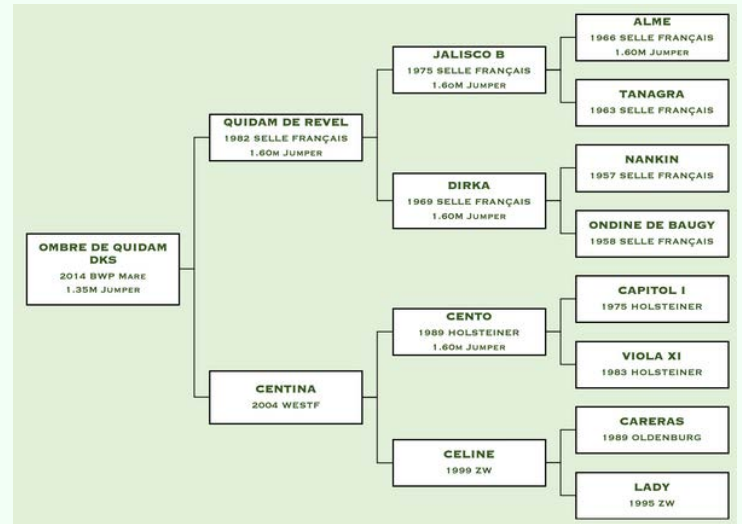 ALME
1966 SELLE FRANÇAIS
1.60M JUMPER
JALISCO B
1975 SELLE FRANÇAIS
1.60M JUMPER
TANAGRA
1963 SELLE FRANÇAIS
QUIDAM DE REVEL
1982 SELLE FRANÇAIS
1.60M JUMPER
NANKIN
1957 SELLE FRANÇAIS
DIRKA
1969 SELLE FRANÇAIS
1.60M JUMPER
ONDINE DE BAUGY
1958 SELLE FRANÇAIS
OMBRE DE QUIDAM
DKS
2014 BWP MARE
1.35M JUMPER
CAPITOL I
1975 HOLSTEINER
CENTO
1989 HOLSTEINER
1.60M JUMPER
VIOLA XI
1983 HOLSTEINER
CENTINA
2004 WESTF
CARERAS
1989 OLDENBURG
CELINE
1999 ZW
LADY
1995 ZW